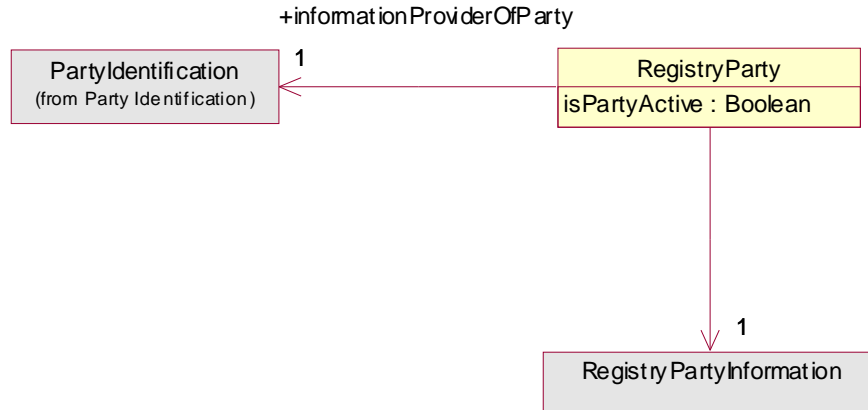 +informationProviderOfParty
1
PartyIdentification
(from Party Identification)
RegistryParty
isPartyActive : Boolean
1
RegistryPartyInformation